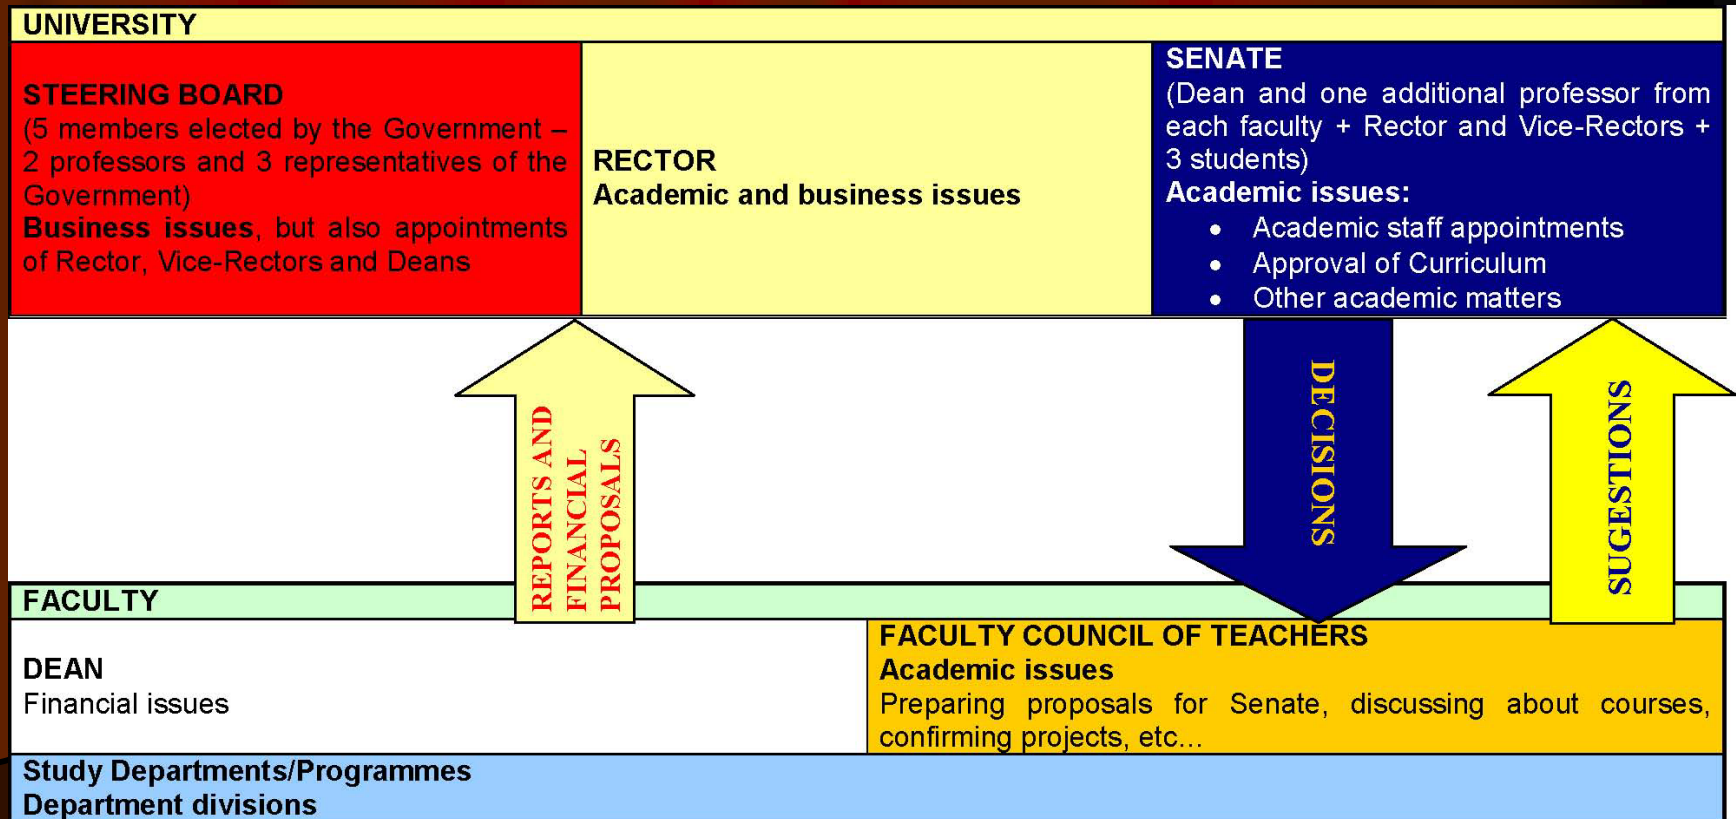 UNIVERSITY
STEERING BOARD
(5 members elected by the Government –
2 professors and 3 representatives of the
Government)
Business issues, but also appointments
of Rector, Vice-Rectors and Deans
RECTOR
Academic and business issues
SENATE
(Dean and one additional professor from
each faculty + Rector and Vice-Rectors +
3 students)
Academic issues:
• Academic staff appointments
• Approval of Curriculum
• Other academic matters
REPORTS AND
FINANCIAL
PROPOSALS
DECISIONS
SUGESTIONS
FACULTY
DEAN
Financial issues
FACULTY COUNCIL OF TEACHERS
Academic issues
Preparing proposals for Senate, discussing about courses,
confirming projects, etc...
Study Departments/Programmes
Department divisions